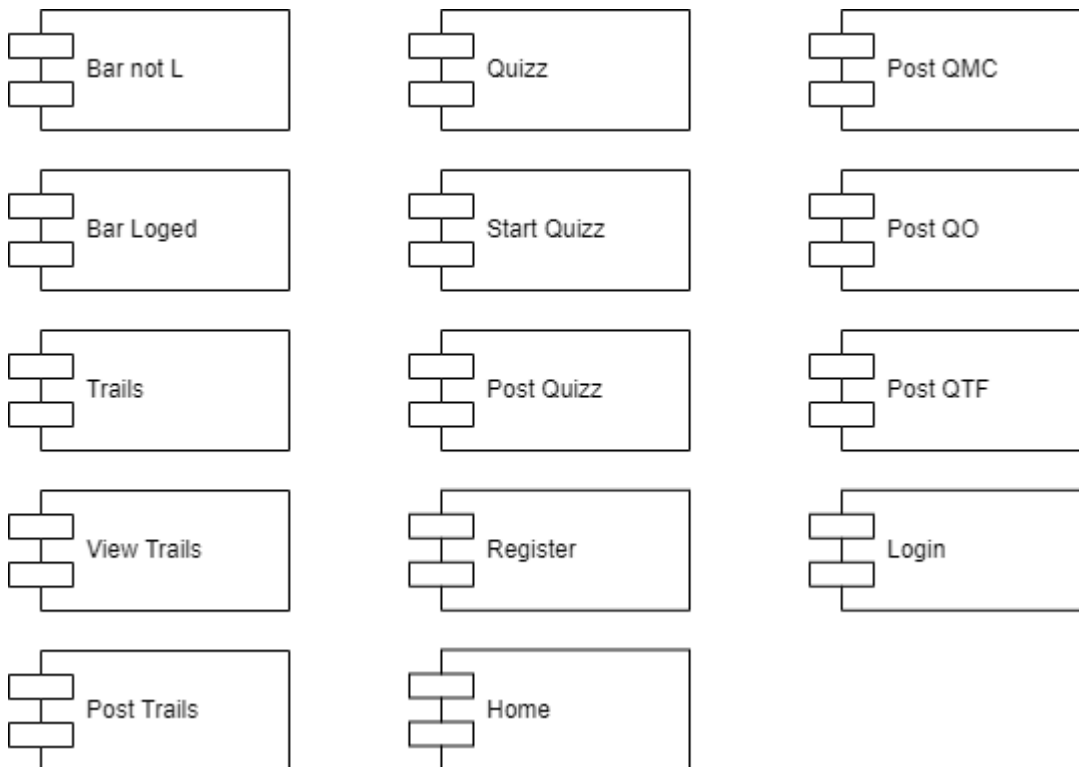 Bar not L
Quizz
Post QMC
Bar Loged
Start Quizz
Post QO
Trails
Post Quizz
Post QTF
View Trails
Register
Login
Post Trails
Home